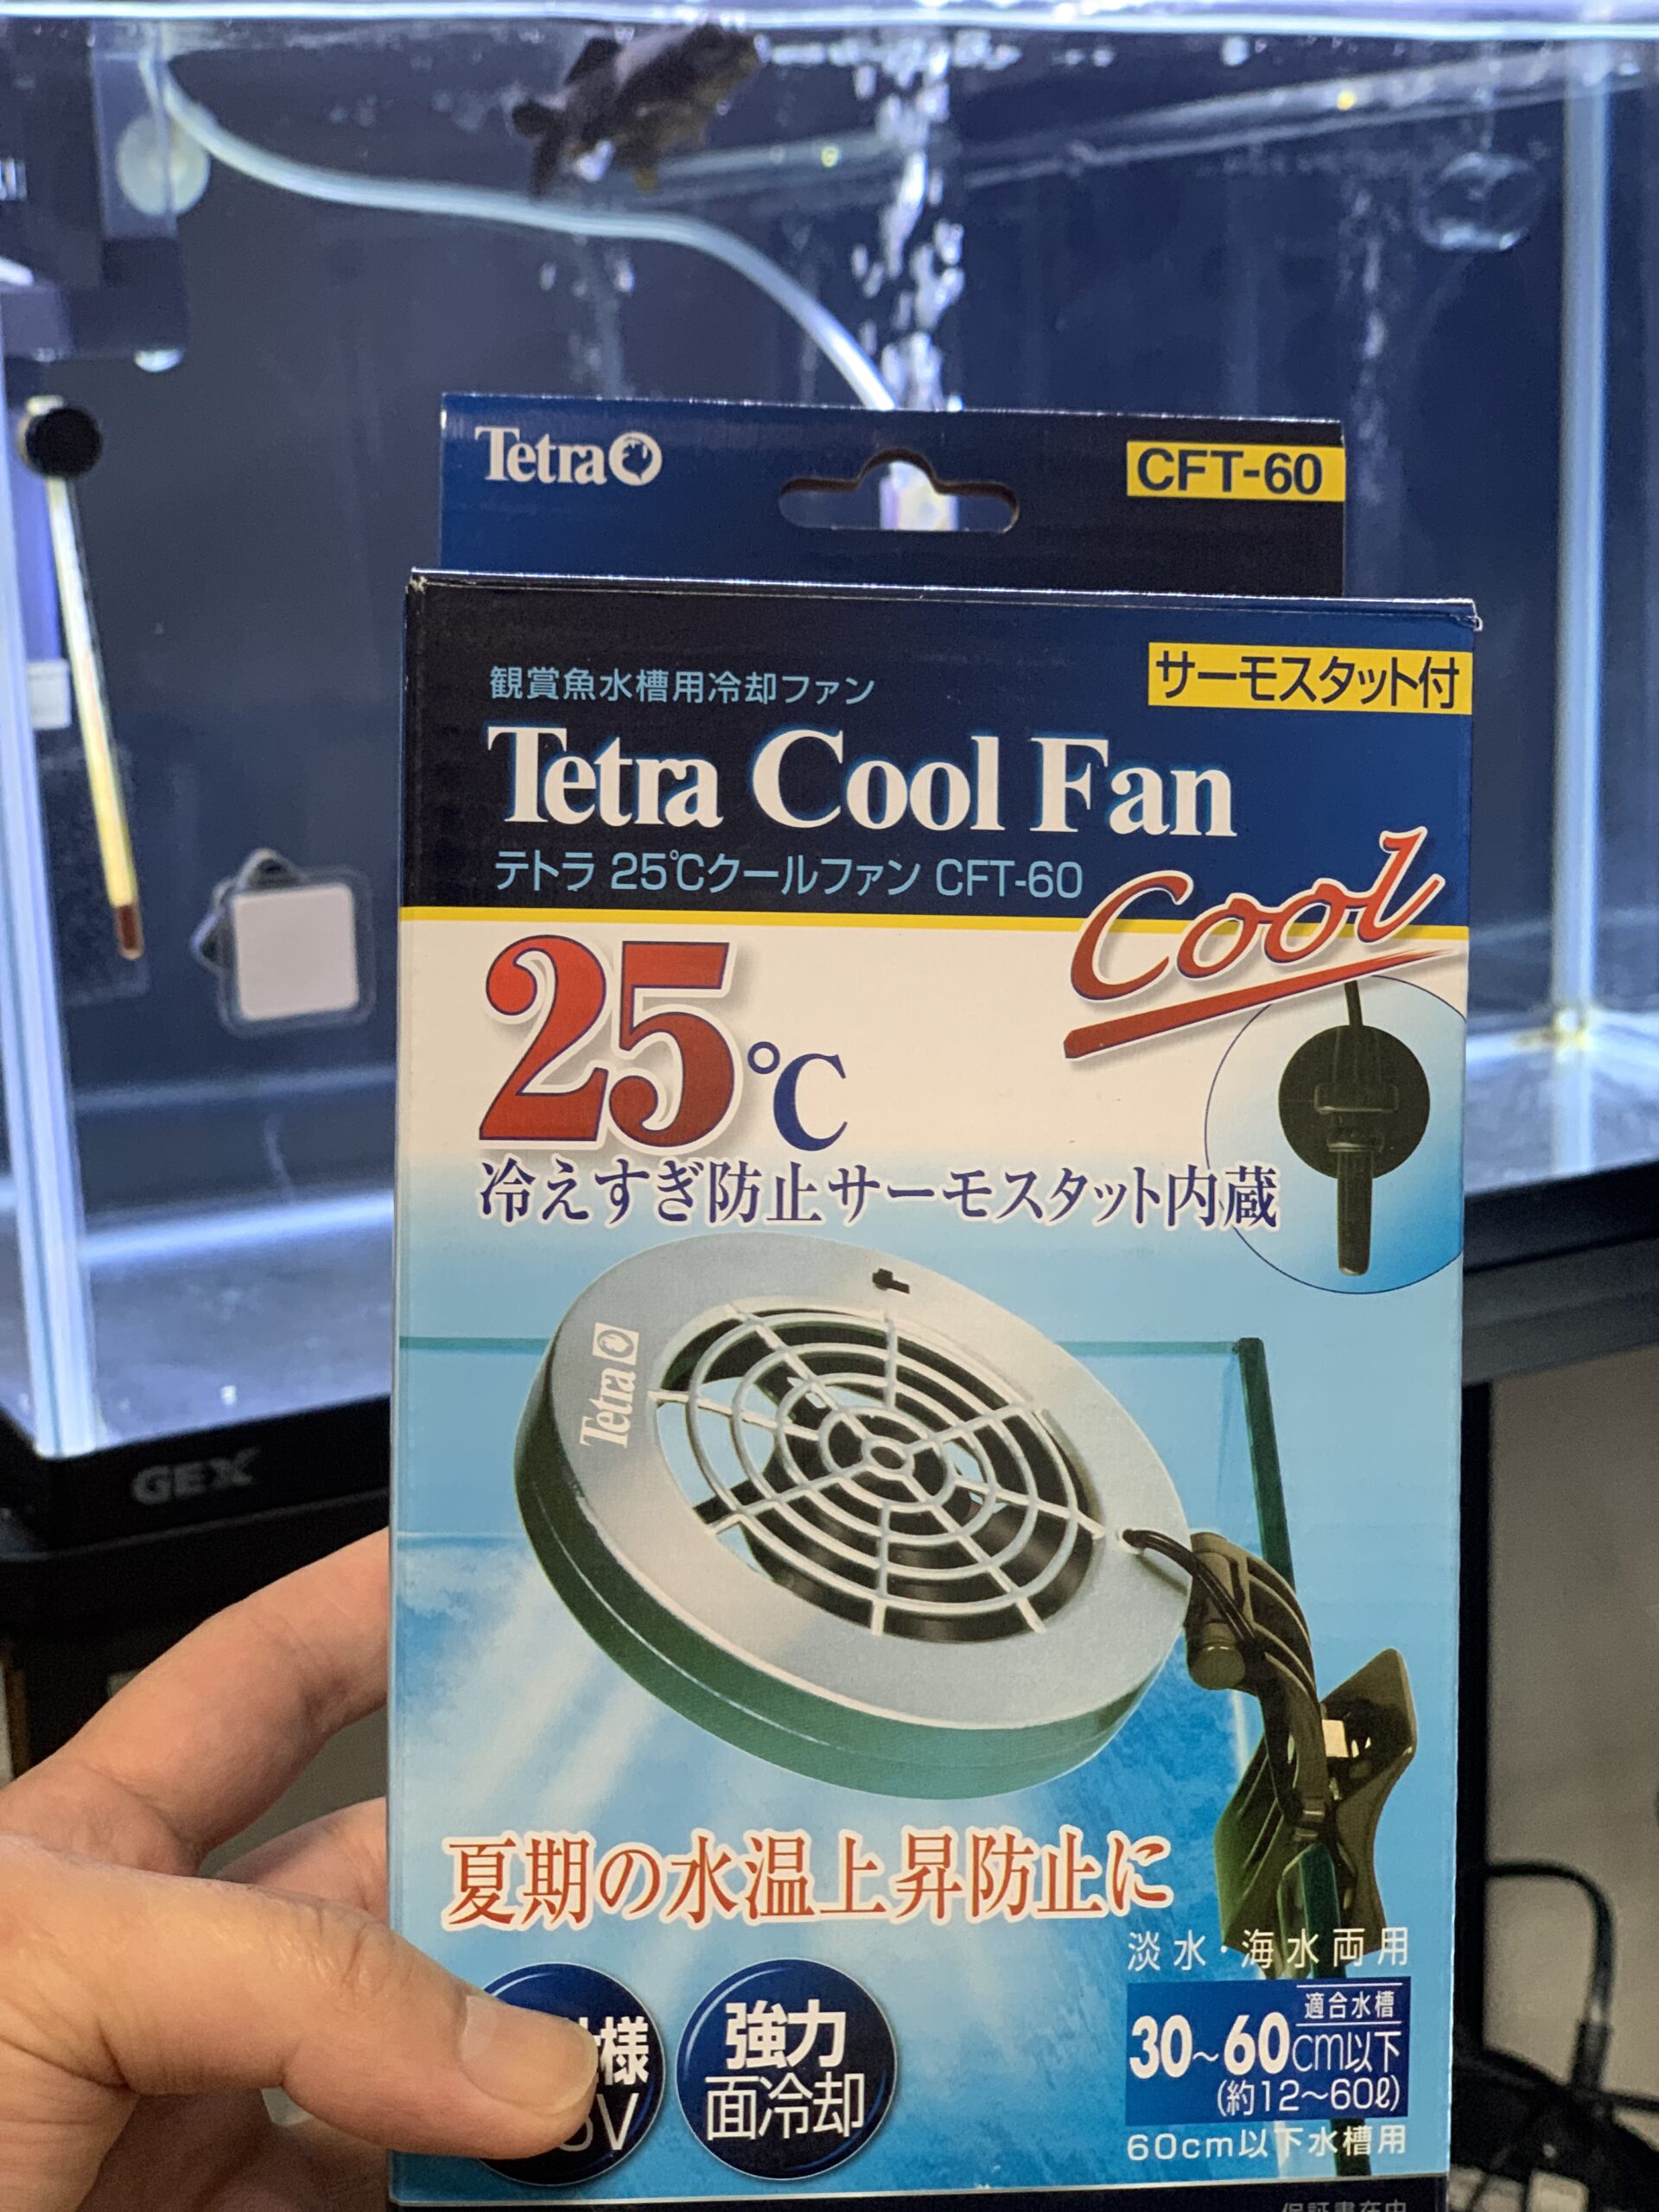 Tetra
CFT-60
観賞魚水槽用冷却ファン
サーモスタット付
Tetra Cool Fan
テトラ 25℃クールファン CFT-60
Cool
25℃
冷えすぎ防止サーモスタット内蔵
Tetra
GEX
夏期の水温上昇防止に
淡水・海水両用
強力
面冷却
適合水槽
30~60cm以下
(約12~60ℓ)
60cm以下水槽用
保証書在中